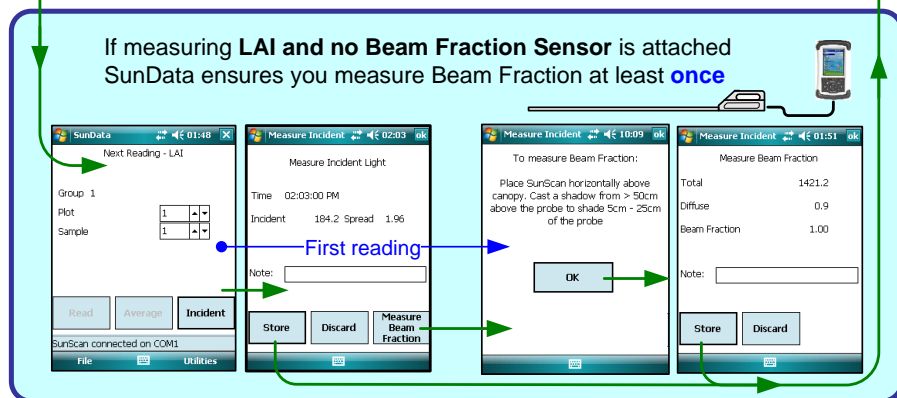 If measuring LAI and no Beam Fraction Sensor is attached
SunData ensures you measure Beam Fraction at least once
SunData 01:48
Next Reading - LAI
Group 1
Plot 1
Sample 1
Read Average Incident
SunScan connected on COM1
File Utilities
Measure Incident 02:03 ok
Measure Incident Light
Time 02:03:00 PM
Incident 184.2 Spread 1.96
First reading
Note:
Store Discard Measure
Beam
Fraction
Measure Incident 10:09 ok
To measure Beam Fraction:
Place SunScan horizontally above
canopy. Cast a shadow from > 50cm
above the probe to shade 5cm - 25cm
of the probe
OK
Measure Incident 01:51 ok
Measure Beam Fraction
Total 1421.2
Diffuse 0.9
Beam Fraction 1.00
Note:
Store Discard